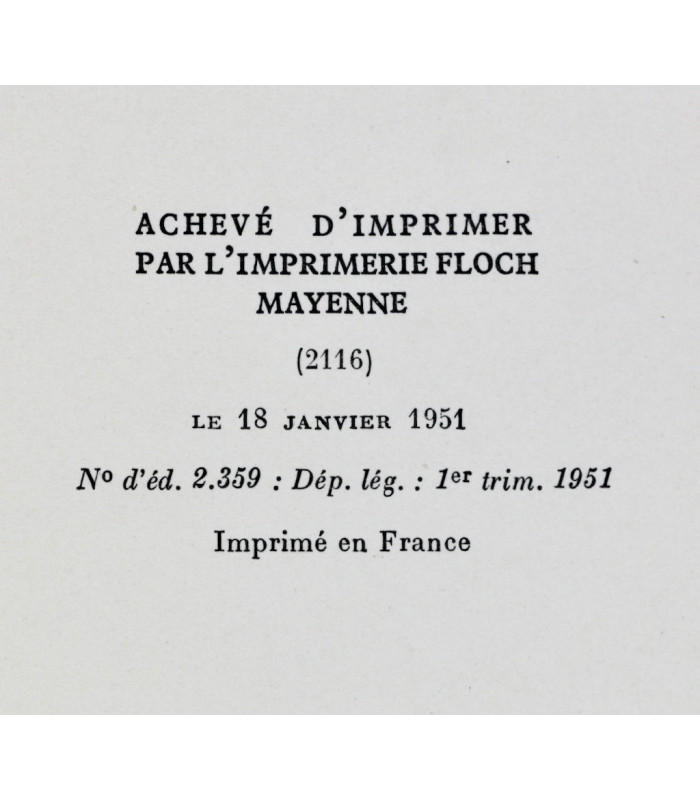 ACHEVÉ D'IMPRIMER
PAR L'IMPRIMERIE FLOCH
MAYENNE
(2116)
LE 18 JANVIER 1951
Nº d'éd. 2.359 : Dép. lég. : 1er trim. 1951
Imprimé en France